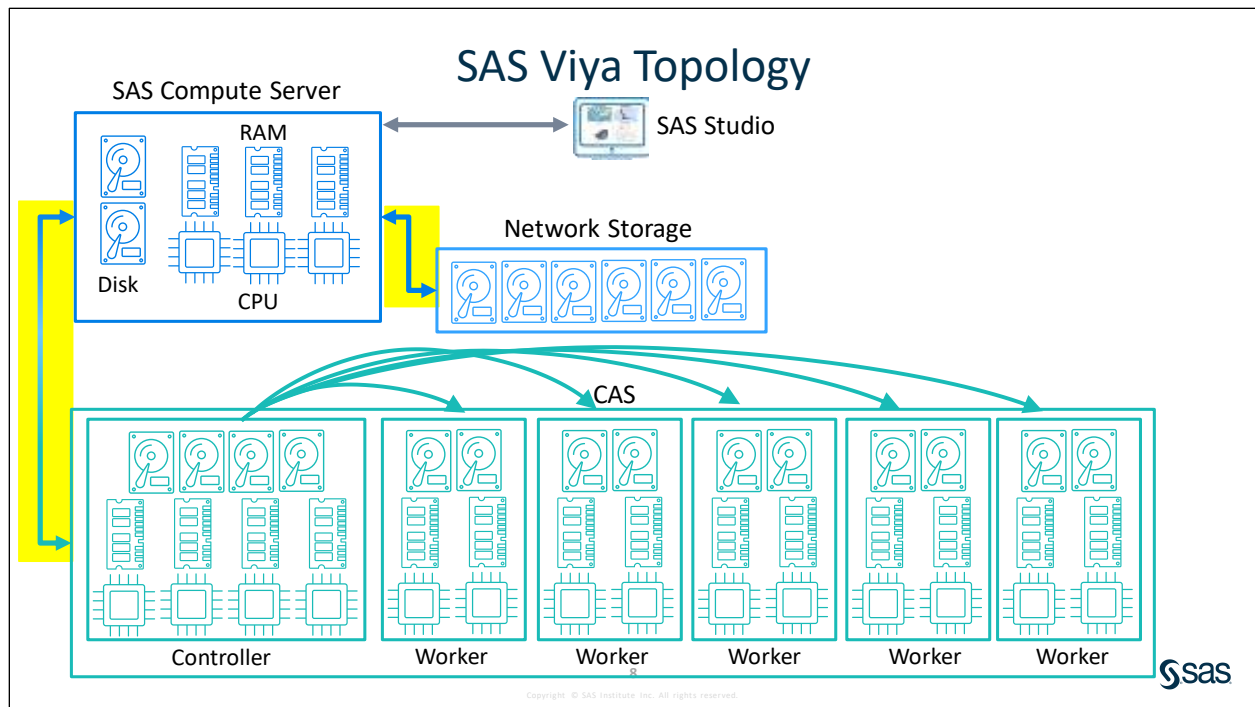 SAS Viya Topology
SAS Compute Server
RAM
SAS Studio
Network Storage
Disk
CPU
CAS
Controller
Worker
Worker
Worker
Worker
Worker
8
Copyright © SAS Institute Inc. All rights reserved.
sas